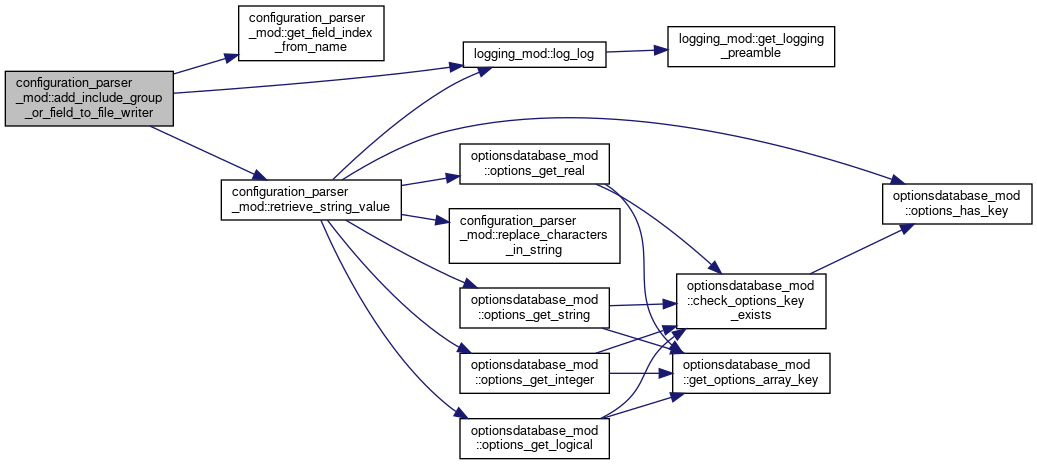 configuration_parser
_mod::add_include_group
_or_field_to_file_writer
configuration_parser
_mod::get_field_index
_from_name
logging_mod::log_log
logging_mod::get_logging
_preamble
configuration_parser
_mod::retrieve_string_value
optionsdatabase_mod
::options_get_real
configuration_parser
_mod::replace_characters
_in_string
optionsdatabase_mod
::options_get_string
optionsdatabase_mod
::options_get_integer
optionsdatabase_mod
::options_get_logical
optionsdatabase_mod
::check_options_key
_exists
optionsdatabase_mod
::get_options_array_key
optionsdatabase_mod
::options_has_key